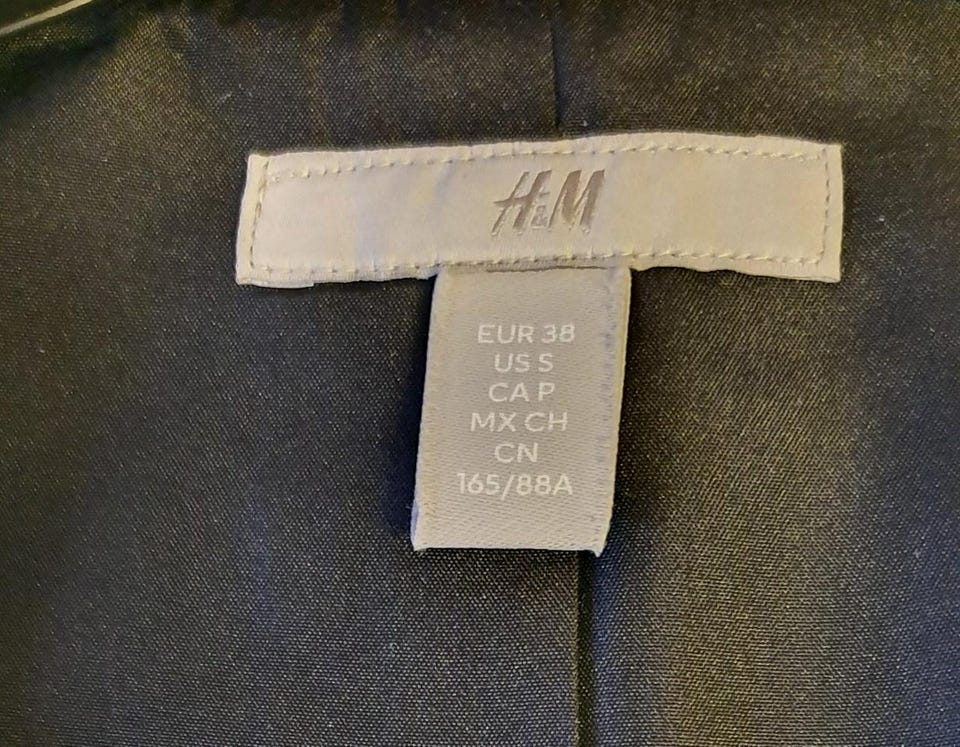 H&M
EUR 38
US S
CA P
MX CH
CN
165/88A